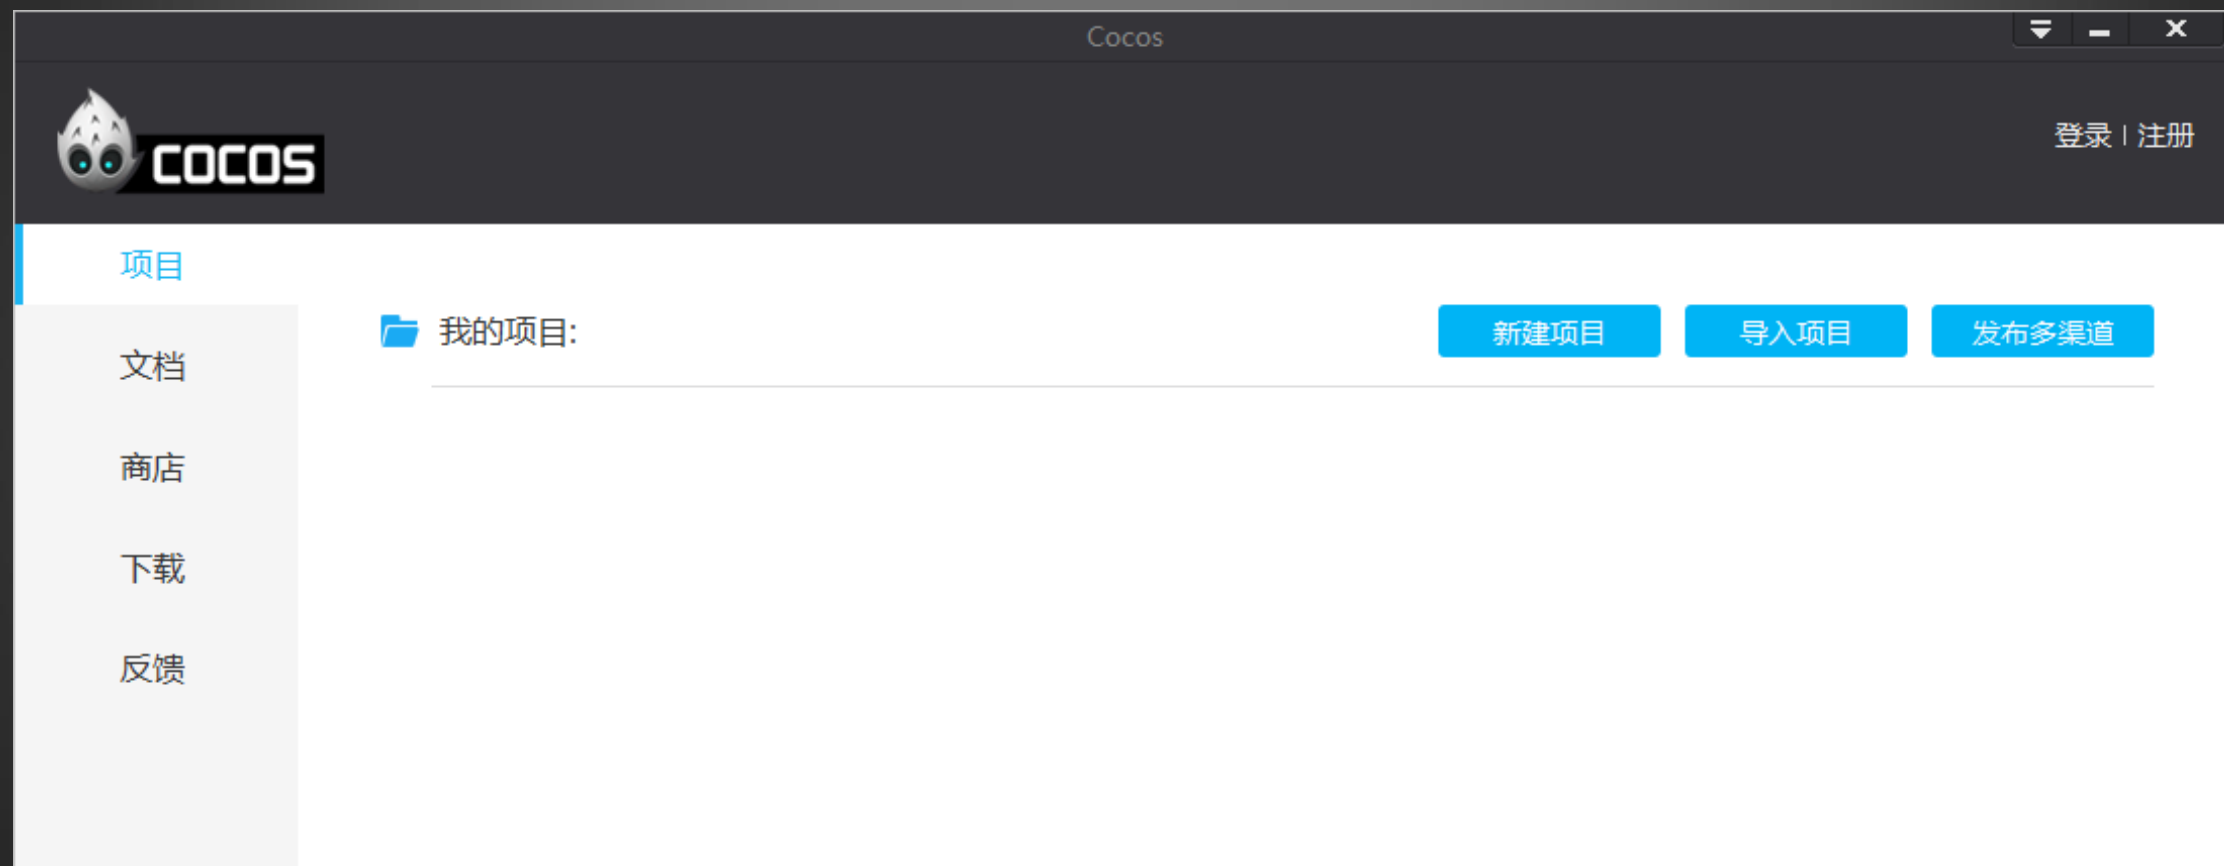 Cocos
COCOS
登录 | 注册
项目
文档
商店
下载
反馈
我的项目:
新建项目
导入项目
发布多渠道